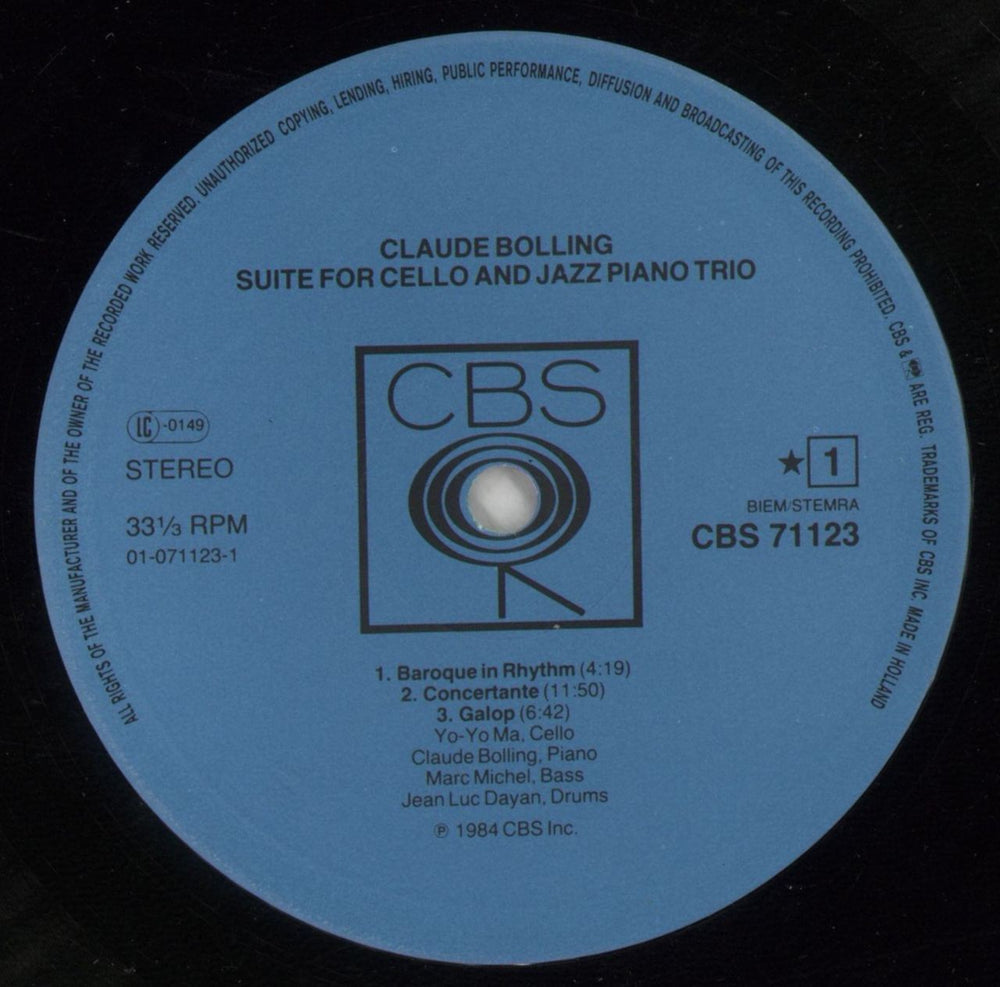 ALL RIGHTS OF THE MANUFACTURER AND OF THE OWNER OF THE RECORDED WORK RESERVED. UNAUTHORIZED COPYING, LENDING, HIRING, PUBLIC PERFORMANCE, DIFFUSION AND BROADCASTING OF THIS RECORDING PROHIBITED. CBS & ARE REG. TRADEMARKS OF CBS INC. MADE IN HOLLAND
CLAUDE BOLLING
SUITE FOR CELLO AND JAZZ PIANO TRIO
CBS
LC -0149
STEREO
33⅓ RPM
01-071123-1
★ 1
BIEM/STEMRA
CBS 71123
1. Baroque in Rhythm (4:19)
2. Concertante (11:50)
3. Galop (6:42)
Yo-Yo Ma, Cello
Claude Bolling, Piano
Marc Michel, Bass
Jean Luc Dayan, Drums
℗ 1984 CBS Inc.